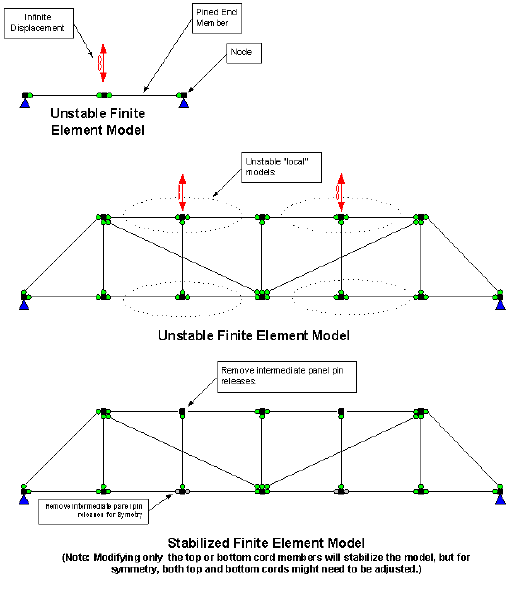 Infinite
Displacement
Pined End
Member
Node
Unstable Finite
Element Model
Unstable "local"
models:
Unstable Finite Element Model
Remove intermediate panel pin
releases:
Remove intermediate panel pin
releases for Symetry
Stabilized Finite Element Model
(Note: Modifying only the top or bottom cord members will stabilize the model, but for
symmetry, both top and bottom cords might need to be adjusted.)